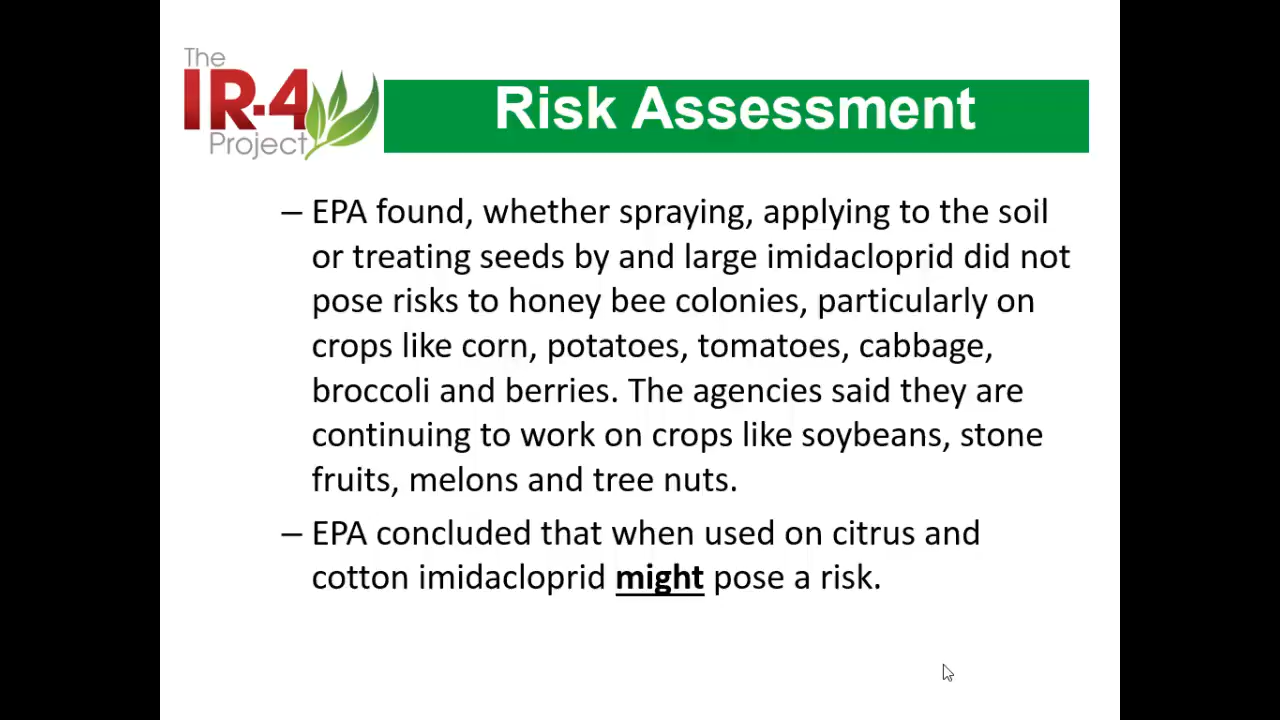 The
IR-4
Project
Risk Assessment
– EPA found, whether spraying, applying to the soil
or treating seeds by and large imidacloprid did not
pose risks to honey bee colonies, particularly on
crops like corn, potatoes, tomatoes, cabbage,
broccoli and berries. The agencies said they are
continuing to work on crops like soybeans, stone
fruits, melons and tree nuts.
– EPA concluded that when used on citrus and
cotton imidacloprid might pose a risk.